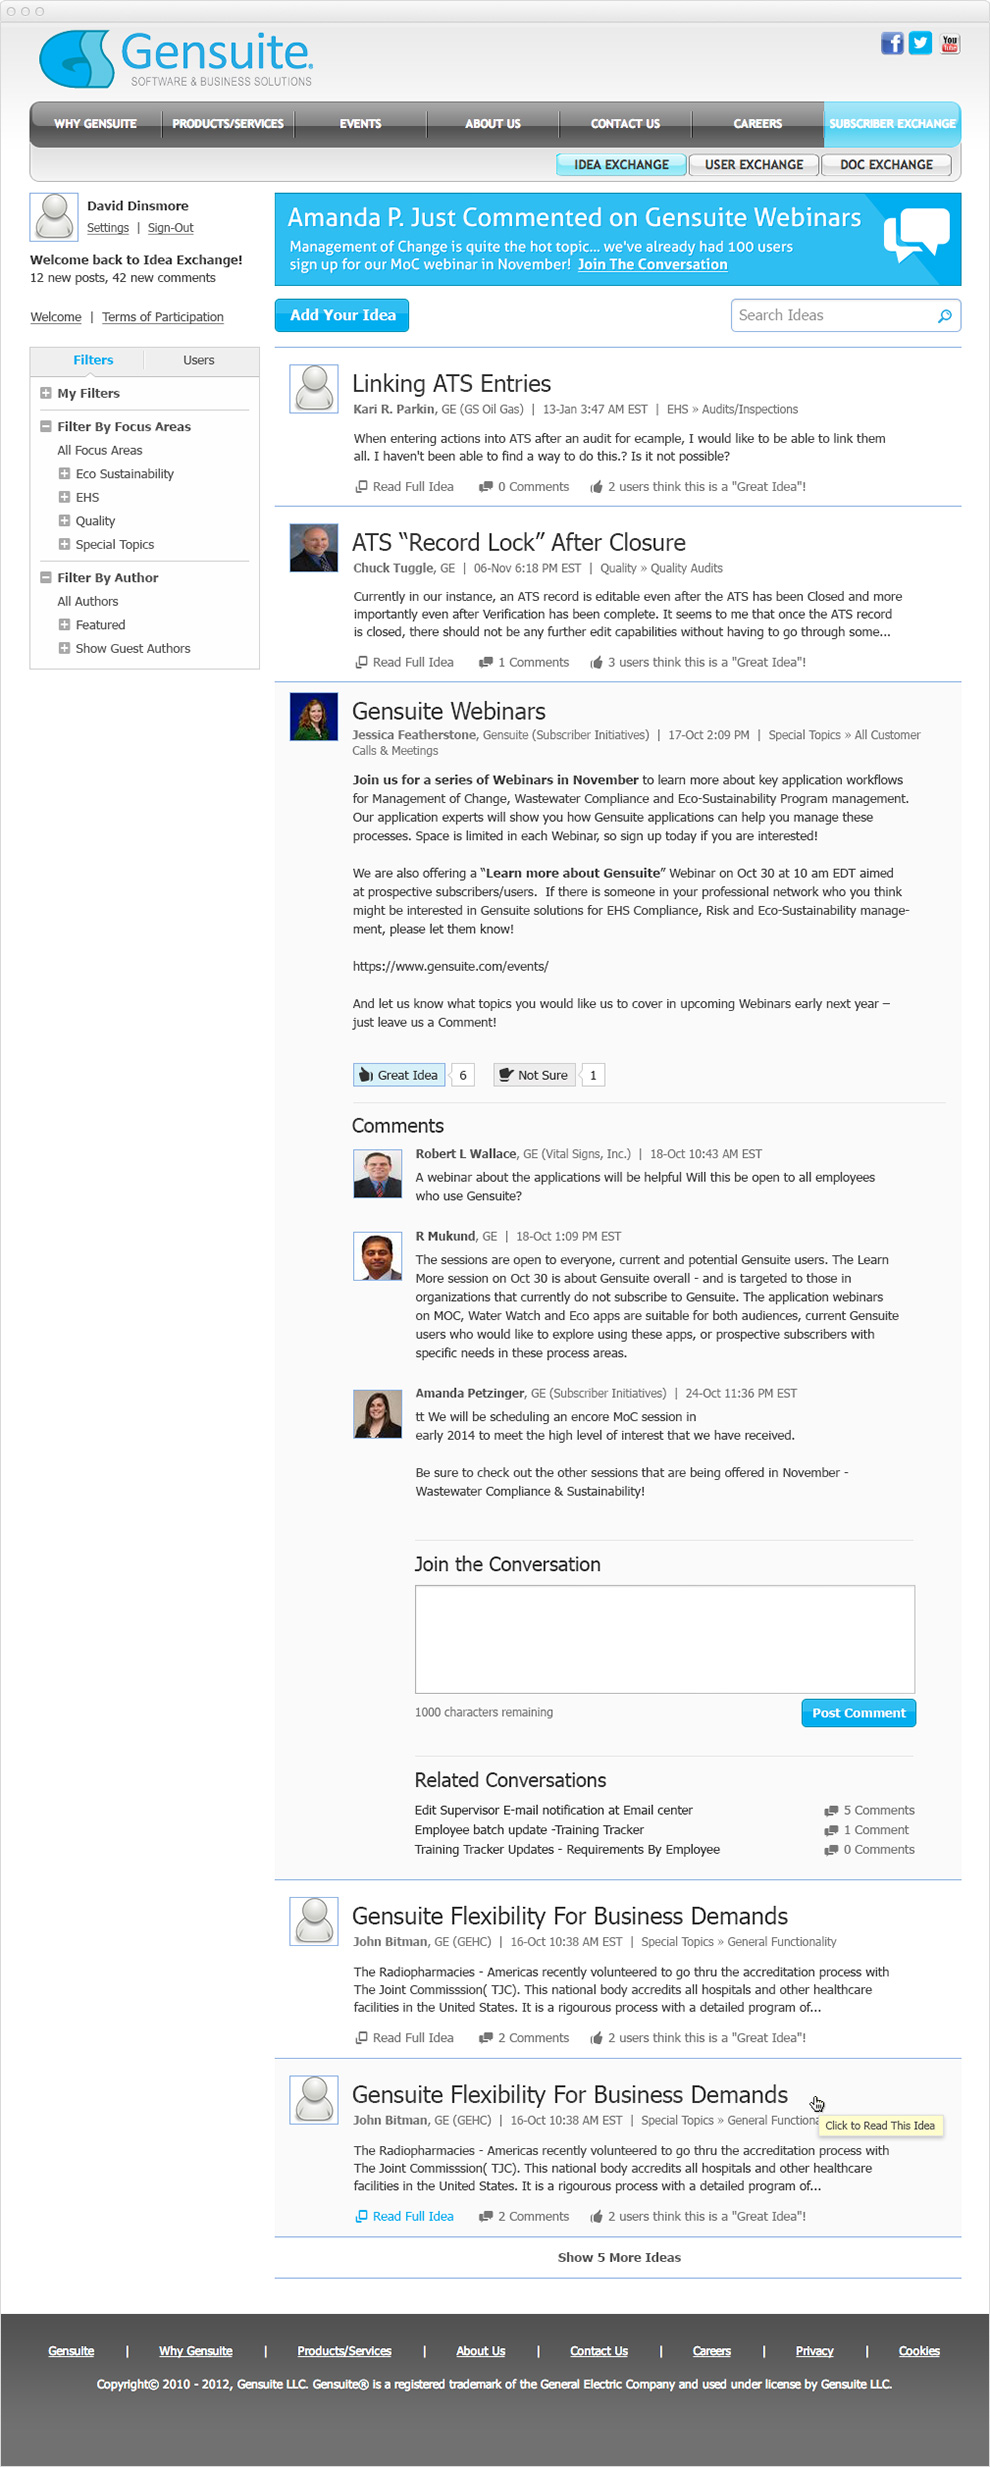 Gensuite.
SOFTWARE & BUSINESS SOLUTIONS
f
You
Tube
WHY GENSUITE
PRODUCTS/SERVICES
EVENTS
ABOUT US
CONTACT US
CAREERS
SUBSCRIBER EXCHANGE
IDEA EXCHANGE
USER EXCHANGE
DOC EXCHANGE
David Dinsmore
Settings | Sign-Out
Welcome back to Idea Exchange!
12 new posts, 42 new comments
Welcome | Terms of Participation
Filters
Users
My Filters
Filter By Focus Areas
All Focus Areas
Eco Sustainability
EHS
Quality
Special Topics
Filter By Author
All Authors
Featured
Show Guest Authors
Amanda P. Just Commented on Gensuite Webinars
Management of Change is quite the hot topic... we've already had 100 users
sign up for our MoC webinar in November! Join The Conversation
Add Your Idea
Search Ideas
Linking ATS Entries
Kari R. Parkin, GE (GS Oil Gas) | 13-Jan 3:47 AM EST | EHS » Audits/Inspections
When entering actions into ATS after an audit for ecample, I would like to be able to link them
all. I haven't been able to find a way to do this.? Is it not possible?
Read Full Idea 0 Comments 2 users think this is a "Great Idea"!
ATS “Record Lock” After Closure
Chuck Tuggle, GE | 06-Nov 6:18 PM EST | Quality » Quality Audits
Currently in our instance, an ATS record is editable even after the ATS has been Closed and more
importantly even after Verification has been complete. It seems to me that once the ATS record
is closed, there should not be any further edit capabilities without having to go through some...
Read Full Idea 1 Comments 3 users think this is a "Great Idea"!
Gensuite Webinars
Jessica Featherstone, Gensuite (Subscriber Initiatives) | 17-Oct 2:09 PM | Special Topics » All Customer
Calls & Meetings
Join us for a series of Webinars in November to learn more about key application workflows
for Management of Change, Wastewater Compliance and Eco-Sustainability Program management.
Our application experts will show you how Gensuite applications can help you manage these
processes. Space is limited in each Webinar, so sign up today if you are interested!
We are also offering a “Learn more about Gensuite” Webinar on Oct 30 at 10 am EDT aimed
at prospective subscribers/users. If there is someone in your professional network who you think
might be interested in Gensuite solutions for EHS Compliance, Risk and Eco-Sustainability manage-
ment, please let them know!
https://www.gensuite.com/events/
And let us know what topics you would like us to cover in upcoming Webinars early next year –
just leave us a Comment!
Great Idea 6 Not Sure 1
Comments
Robert L Wallace, GE (Vital Signs, Inc.) | 18-Oct 10:43 AM EST
A webinar about the applications will be helpful Will this be open to all employees
who use Gensuite?
R Mukund, GE | 18-Oct 1:09 PM EST
The sessions are open to everyone, current and potential Gensuite users. The Learn
More session on Oct 30 is about Gensuite overall - and is targeted to those in
organizations that currently do not subscribe to Gensuite. The application webinars
on MOC, Water Watch and Eco apps are suitable for both audiences, current Gensuite
users who would like to explore using these apps, or prospective subscribers with
specific needs in these process areas.
Amanda Petzinger, GE (Subscriber Initiatives) | 24-Oct 11:36 PM EST
tt We will be scheduling an encore MoC session in
early 2014 to meet the high level of interest that we have received.
Be sure to check out the other sessions that are being offered in November -
Wastewater Compliance & Sustainability!
Join the Conversation
1000 characters remaining
Post Comment
Related Conversations
Edit Supervisor E-mail notification at Email center 5 Comments
Employee batch update -Training Tracker 1 Comment
Training Tracker Updates - Requirements By Employee 0 Comments
Gensuite Flexibility For Business Demands
John Bitman, GE (GEHC) | 16-Oct 10:38 AM EST | Special Topics » General Functionality
The Radiopharmacies - Americas recently volunteered to go thru the accreditation process with
The Joint Commisssion( TJC). This national body accredits all hospitals and other healthcare
facilities in the United States. It is a rigourous process with a detailed program of...
Read Full Idea 2 Comments 2 users think this is a "Great Idea"!
Gensuite Flexibility For Business Demands
John Bitman, GE (GEHC) | 16-Oct 10:38 AM EST | Special Topics » General Functiona
Click to Read This Idea
The Radiopharmacies - Americas recently volunteered to go thru the accreditation process with
The Joint Commisssion( TJC). This national body accredits all hospitals and other healthcare
facilities in the United States. It is a rigourous process with a detailed program of...
Read Full Idea 2 Comments 2 users think this is a "Great Idea"!
Show 5 More Ideas
Gensuite | Why Gensuite | Products/Services | About Us | Contact Us | Careers | Privacy | Cookies
Copyright© 2010 - 2012, Gensuite LLC. Gensuite® is a registered trademark of the General Electric Company and used under license by Gensuite LLC.